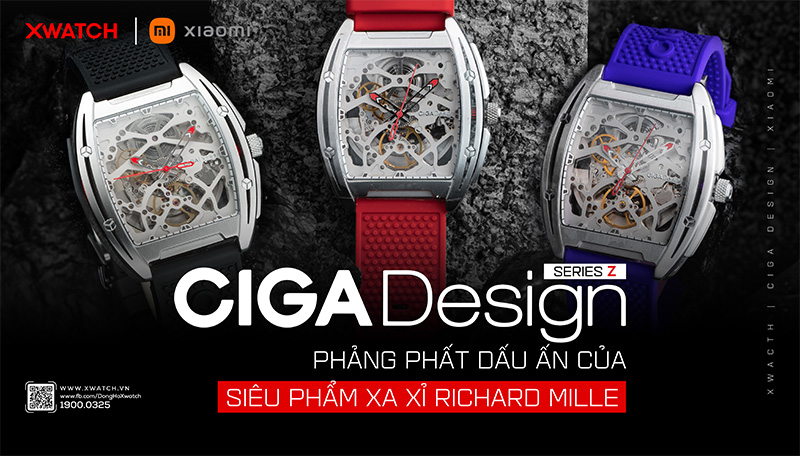 XWATCH
mi xiaomi
CIGA Design
SERIES Z
PHẢNG PHẤT DẤU ẤN CỦA
SIÊU PHẨM XA XỈ RICHARD MILLE
WWW.XWATCH.VN
www.fb.com/DongHoXwatch
1900.0325
XWACTH | CIGA DESIGN | XIAOMI